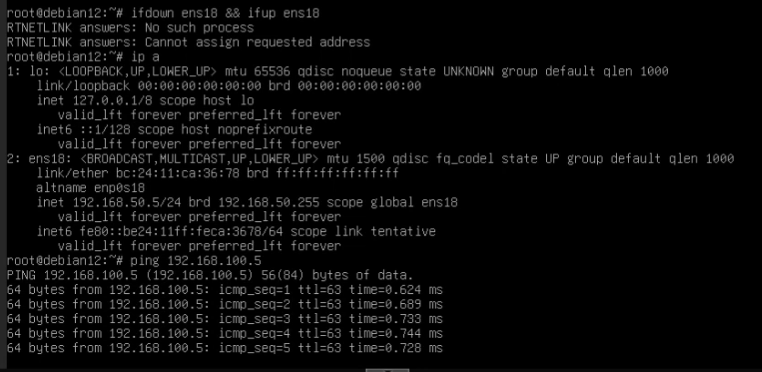 root@debian12:~# ifdown ens18 && ifup ens18
RTNETLINK answers: No such process
RTNETLINK answers: Cannot assign requested address
root@debian12:~# ip a
1: lo: <LOOPBACK,UP,LOWER_UP> mtu 65536 qdisc noqueue state UNKNOWN group default qlen 1000
    link/loopback 00:00:00:00:00:00 brd 00:00:00:00:00:00
    inet 127.0.0.1/8 scope host lo
       valid_lft forever preferred_lft forever
    inet6 ::1/128 scope host noprefixroute
       valid_lft forever preferred_lft forever
2: ens18: <BROADCAST,MULTICAST,UP,LOWER_UP> mtu 1500 qdisc fq_codel state UP group default qlen 1000
    link/ether bc:24:11:ca:36:78 brd ff:ff:ff:ff:ff:ff
    altname enp0s18
    inet 192.168.50.5/24 brd 192.168.50.255 scope global ens18
       valid_lft forever preferred_lft forever
    inet6 fe80::be24:11ff:feca:3678/64 scope link tentative
       valid_lft forever preferred_lft forever
root@debian12:~# ping 192.168.100.5
PING 192.168.100.5 (192.168.100.5) 56(84) bytes of data.
64 bytes from 192.168.100.5: icmp_seq=1 ttl=63 time=0.624 ms
64 bytes from 192.168.100.5: icmp_seq=2 ttl=63 time=0.689 ms
64 bytes from 192.168.100.5: icmp_seq=3 ttl=63 time=0.733 ms
64 bytes from 192.168.100.5: icmp_seq=4 ttl=63 time=0.744 ms
64 bytes from 192.168.100.5: icmp_seq=5 ttl=63 time=0.728 ms